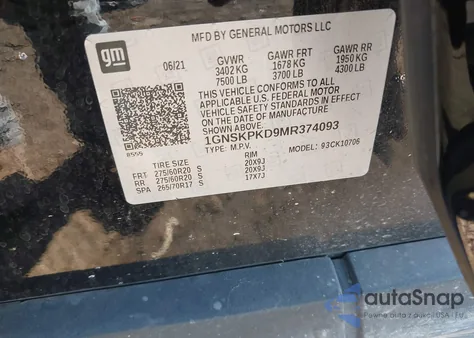 MFD BY GENERAL MOTORS LLC
gm
06/21 GVWR GAWR FRT GAWR RR
3402 KG 1678 KG 1950 KG
7500 LB 3700 LB 4300 LB
THIS VEHICLE CONFORMS TO ALL
APPLICABLE U.S. FEDERAL MOTOR
VEHICLE SAFETY STANDARDS IN EFFECT
ON THE DATE OF MANUFACTURE
SHOWN ABOVE.
1GNSKPKD9MR374093
TYPE: M.P.V. MODEL: 93CK10706
TIRE SIZE RIM
FRT 275/60R20 S 20X9J
RR 275/60R20 S 20X9J
SPA 265/70R17 S 17X7J
autaSnap